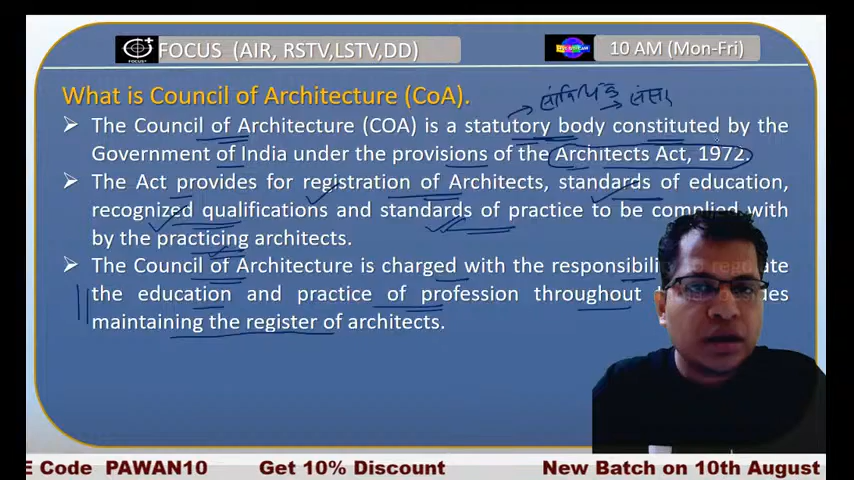 FOCUS (AIR, RSTV,LSTV,DD)
10 AM (Mon-Fri)
What is Council of Architecture (CoA).
➤ The Council of Architecture (COA) is a statutory body constituted by the
Government of India under the provisions of the Architects Act, 1972.
➤ The Act provides for registration of Architects, standards of education,
recognized qualifications and standards of practice to be complied with
by the practicing architects.
➤ The Council of Architecture is charged with the responsibili
the education and practice of profession throughout
maintaining the register of architects.
E Code PAWAN10 Get 10% Discount New Batch on 10th August